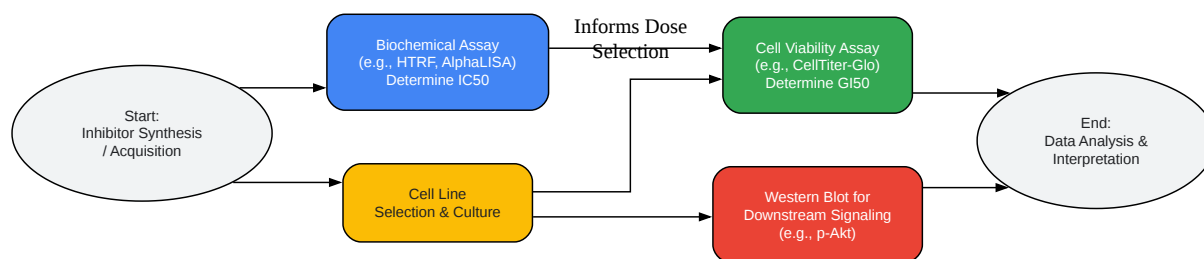 Start:
Inhibitor Synthesis
/ Acquisition
Biochemical Assay
(e.g., HTRF, AlphaLISA)
Determine IC50
Informs Dose
Selection
Cell Viability Assay
(e.g., CellTiter-Glo)
Determine GI50
Cell Line
Selection & Culture
Western Blot for
Downstream Signaling
(e.g., p-Akt)
End:
Data Analysis &
Interpretation